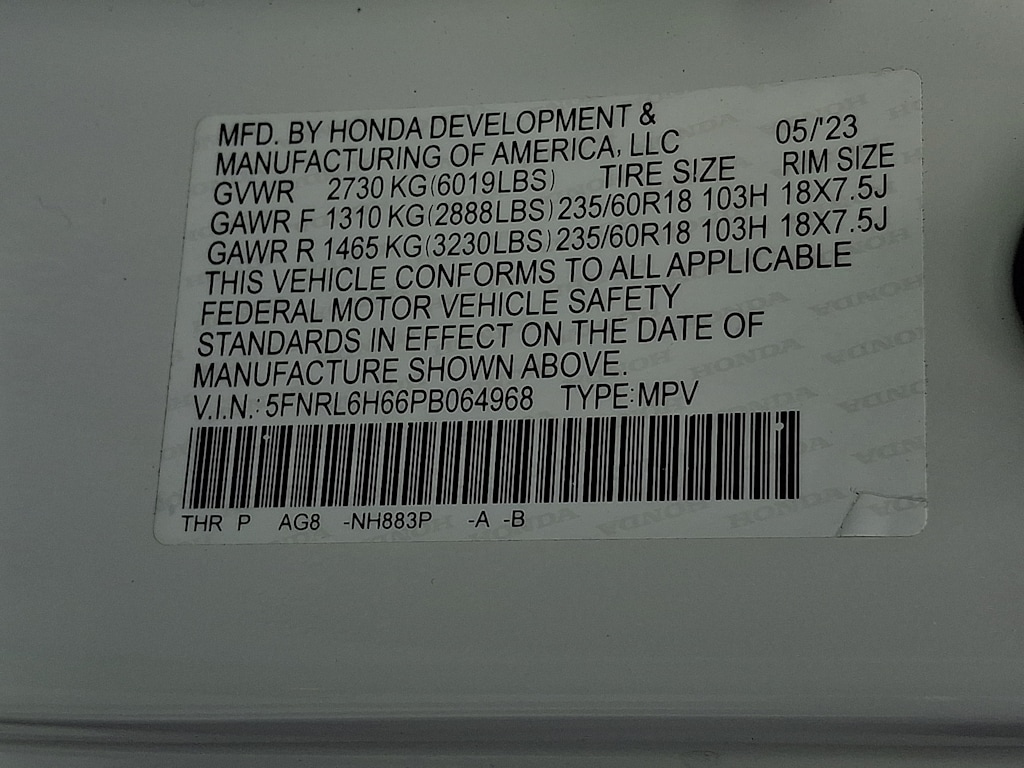 MFD. BY HONDA DEVELOPMENT &
MANUFACTURING OF AMERICA, LLC 05/'23
GVWR 2730 KG(6019LBS) TIRE SIZE RIM SIZE
GAWR F 1310 KG(2888LBS) 235/60R18 103H 18X7.5J
GAWR R 1465 KG(3230LBS) 235/60R18 103H 18X7.5J
THIS VEHICLE CONFORMS TO ALL APPLICABLE
FEDERAL MOTOR VEHICLE SAFETY
STANDARDS IN EFFECT ON THE DATE OF
MANUFACTURE SHOWN ABOVE.
V.I.N.: 5FNRL6H66PB064968 TYPE:MPV
THR P AG8 -NH883P -A -B